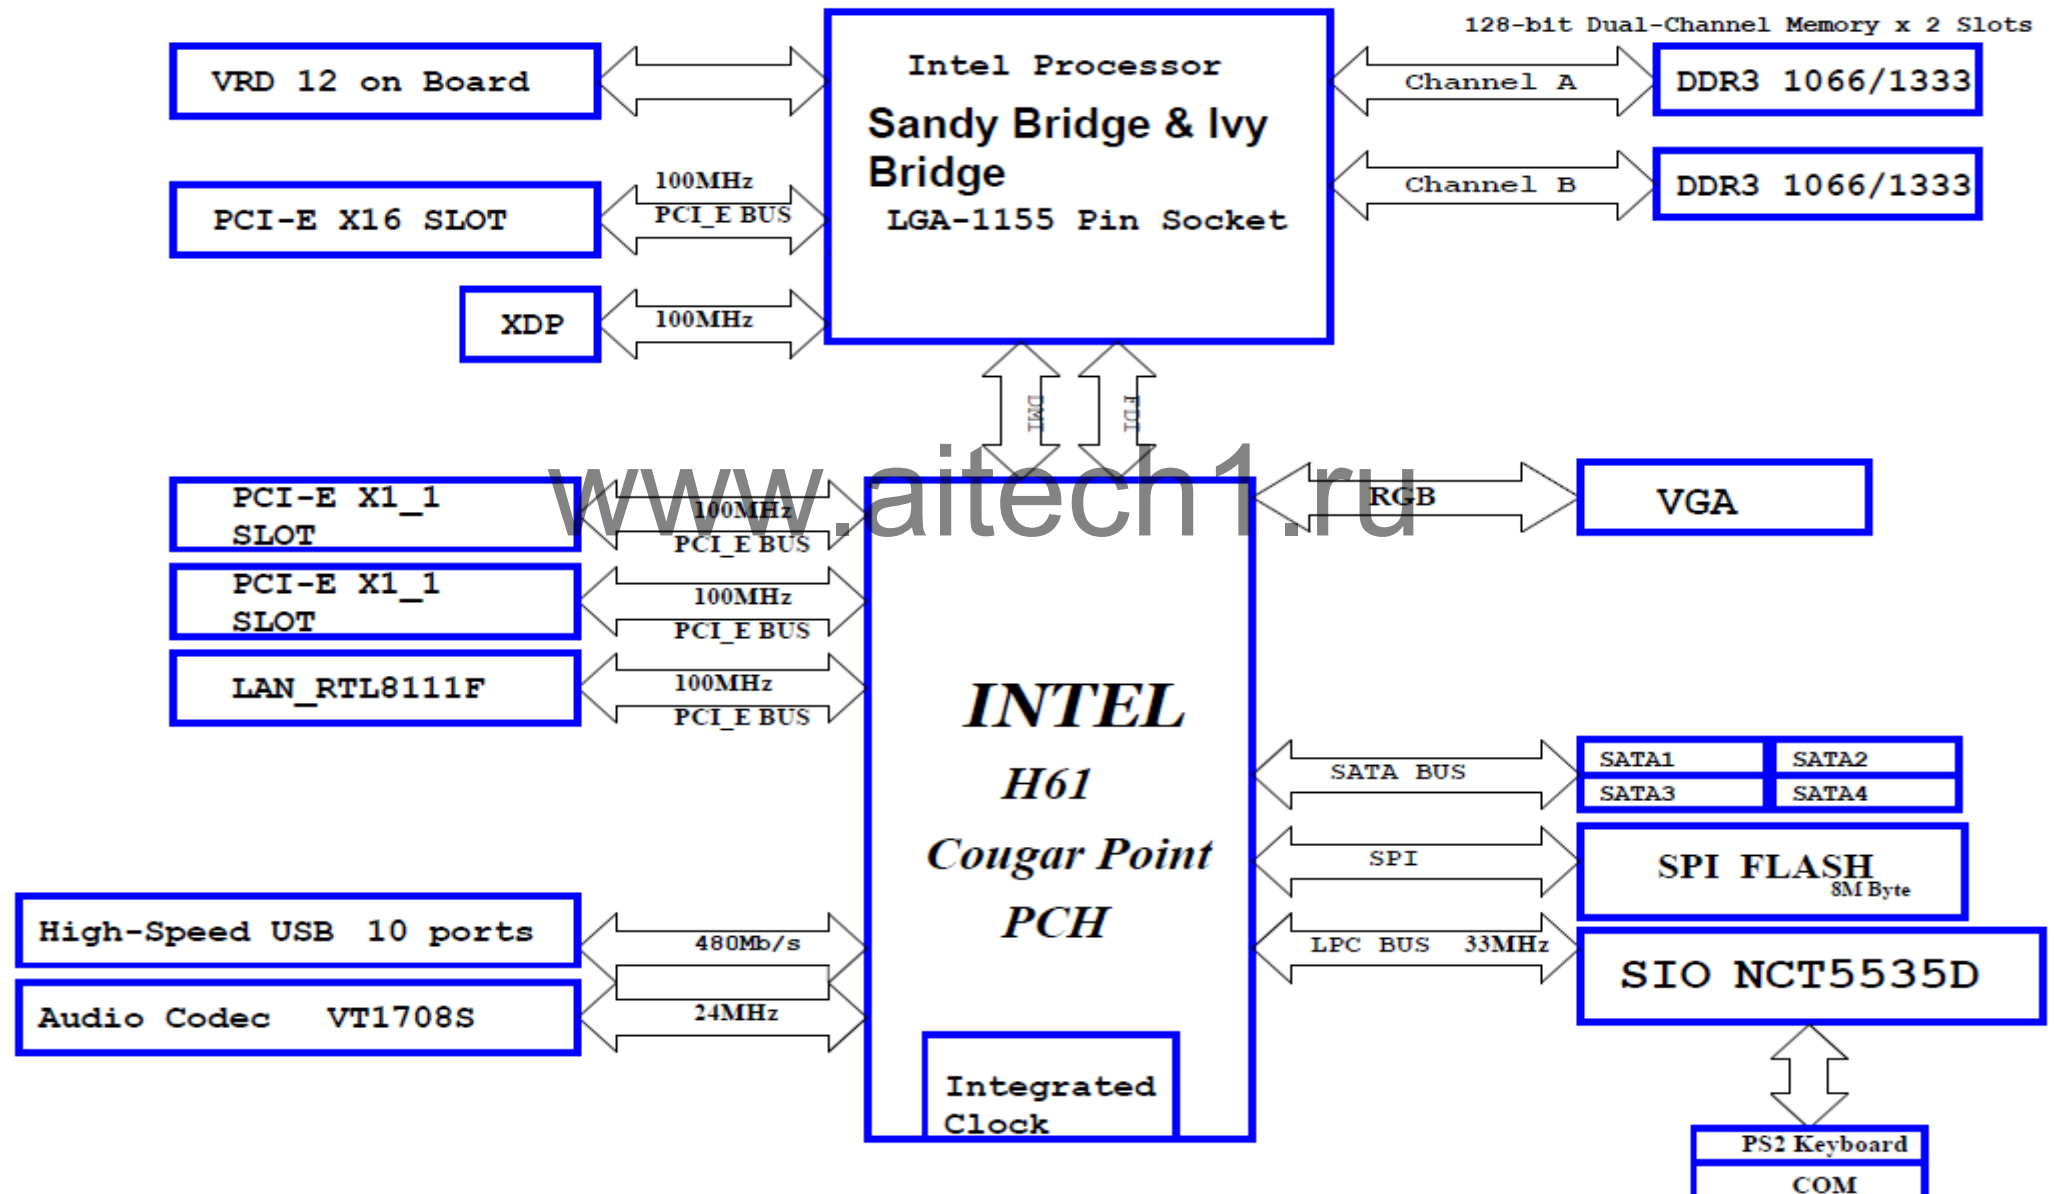 128-bit Dual-Channel Memory x 2 Slots
VRD 12 on Board
Intel Processor
Sandy Bridge & Ivy
Bridge
LGA-1155 Pin Socket
Channel A
DDR3 1066/1333
Channel B
DDR3 1066/1333
PCI-E X16 SLOT
100MHz
PCI_E BUS
XDP
100MHz
DMI
FDI
www.aitech1.ru
PCI-E X1_1
SLOT
100MHz
PCI_E BUS
RGB
VGA
PCI-E X1_1
SLOT
100MHz
PCI_E BUS
LAN_RTL8111F
100MHz
PCI_E BUS
INTEL
H61
Cougar Point
PCH
SATA BUS
SATA1
SATA2
SATA3
SATA4
SPI
SPI FLASH
8M Byte
High-Speed USB 10 ports
480Mb/s
LPC BUS 33MHz
SIO NCT5535D
Audio Codec VT1708S
24MHz
Integrated
Clock
PS2 Keyboard
COM